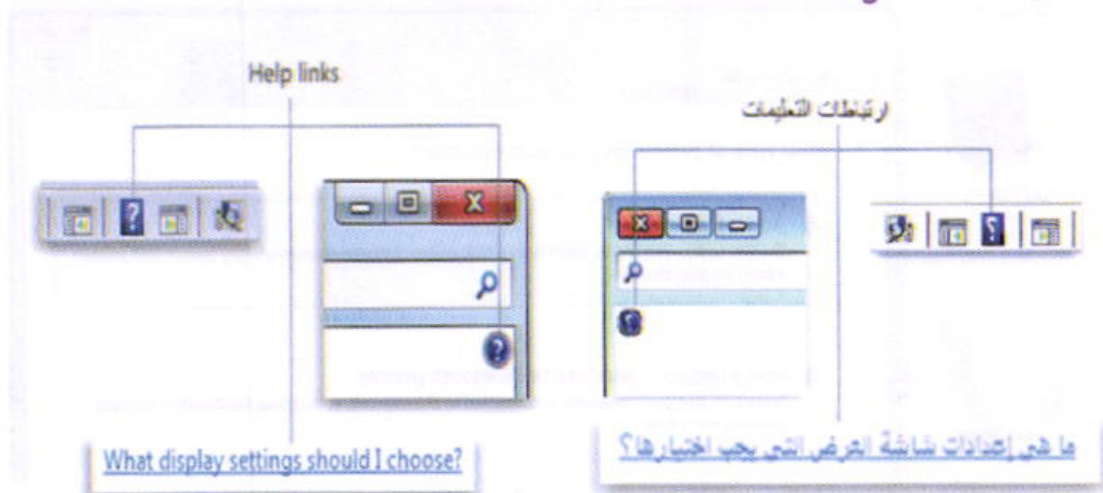 Help links
ارتباطات التعليمات
What display settings should I choose?
ما هي إعدادات شاشة العرض التي يجب اختيارها؟